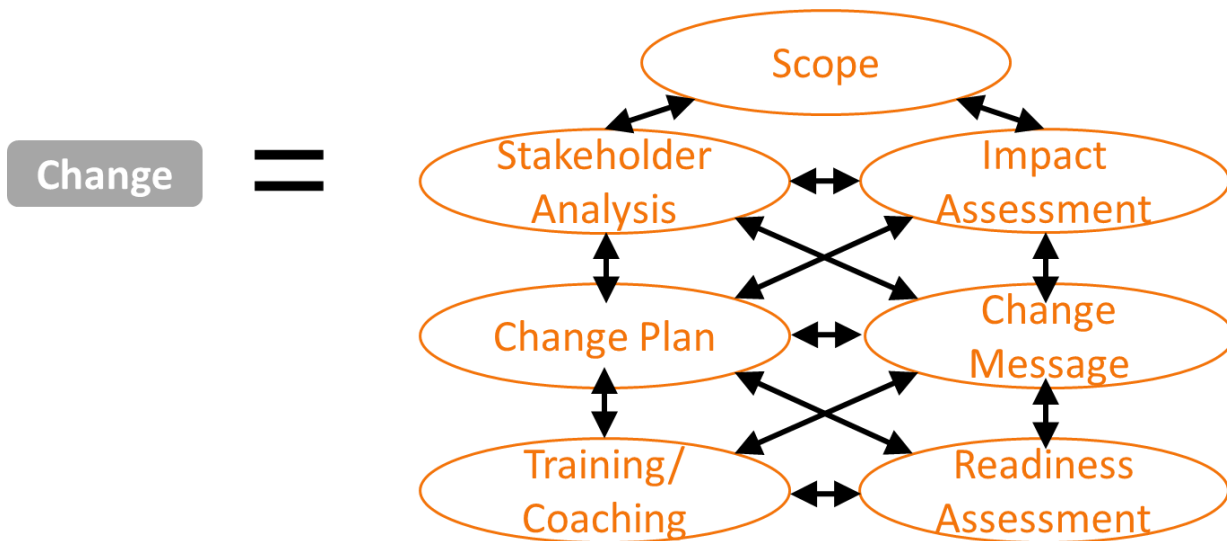 Scope
Change
=
Stakeholder
Analysis
Impact
Assessment
Change Plan
Change
Message
Training/
Coaching
Readiness
Assessment